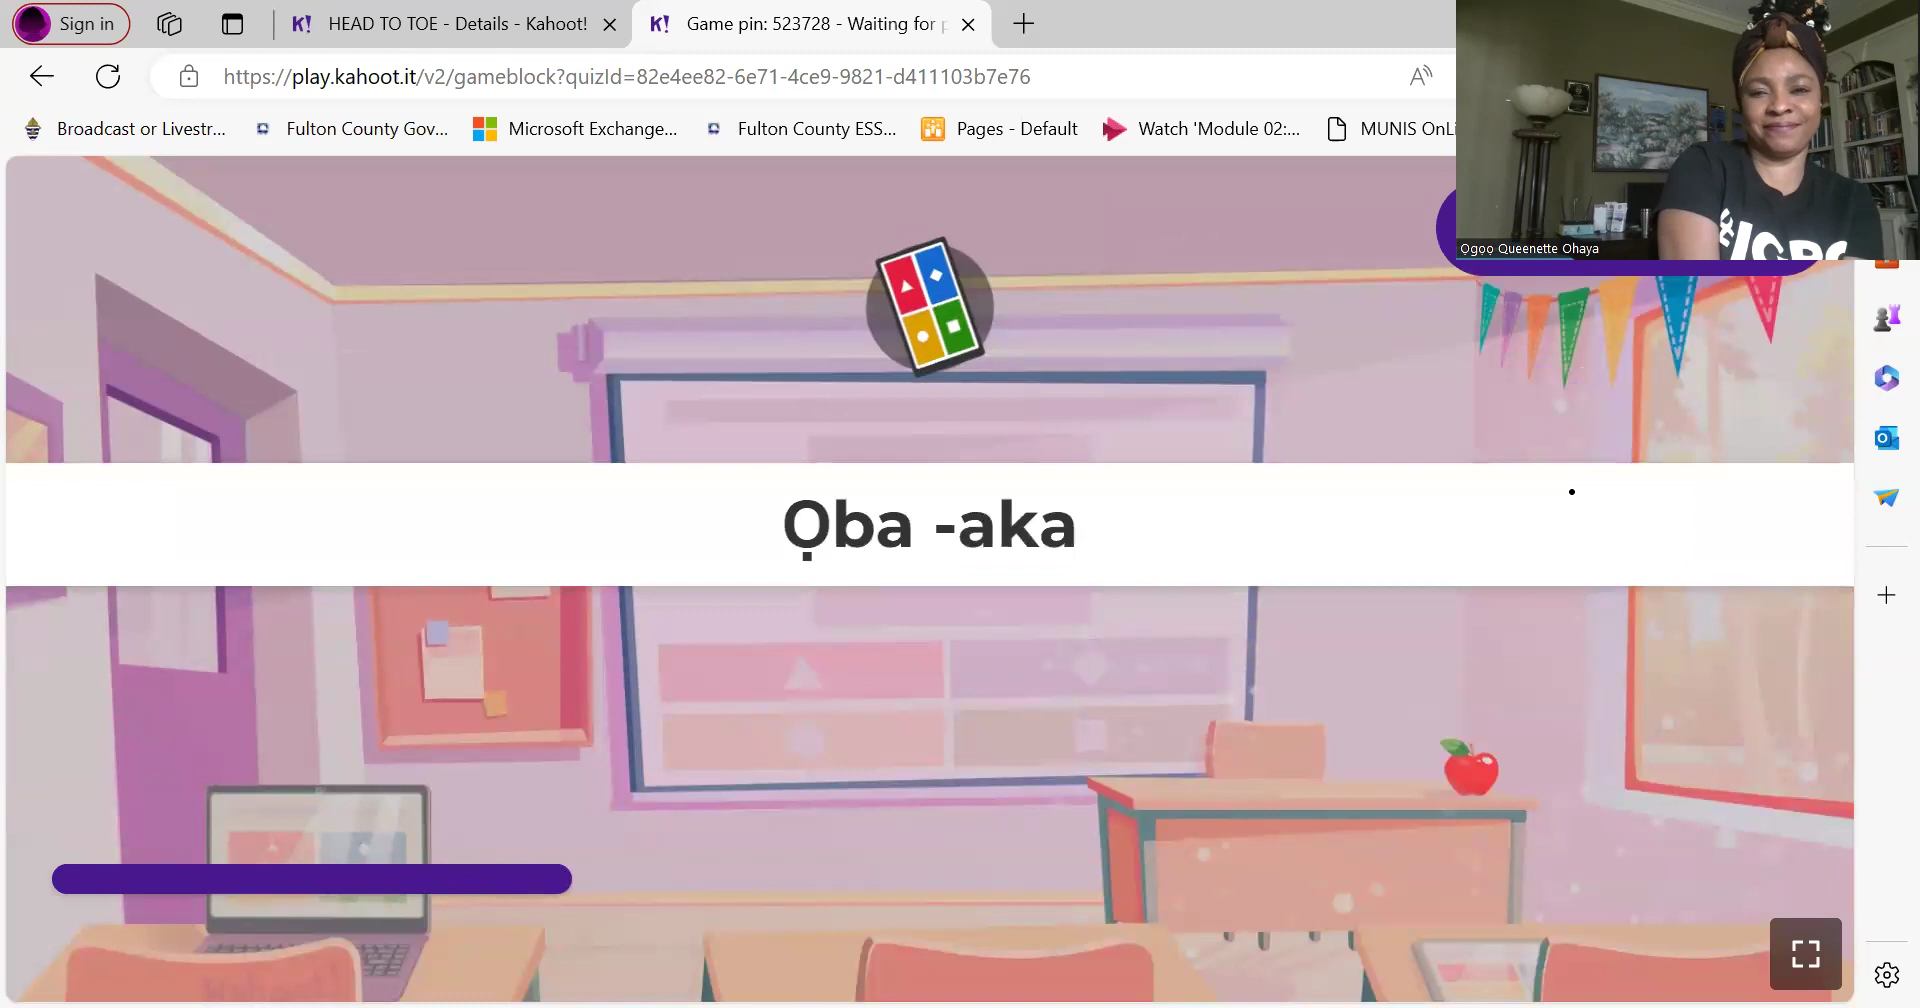 Sign in
K! HEAD TO TOE - Details - Kahoot!
K! Game pin: 523728 - Waiting for
https://play.kahoot.it/v2/gameblock?quizId=82e4ee82-6e71-4ce9-9821-d411103b7e76
Broadcast or Livestr...
Fulton County Gov...
Microsoft Exchange...
Fulton County ESS...
Pages - Default
Watch 'Module 02:...
MUNIS OnLi
Ọgọọ Queenette Ohaya
Ọba -aka